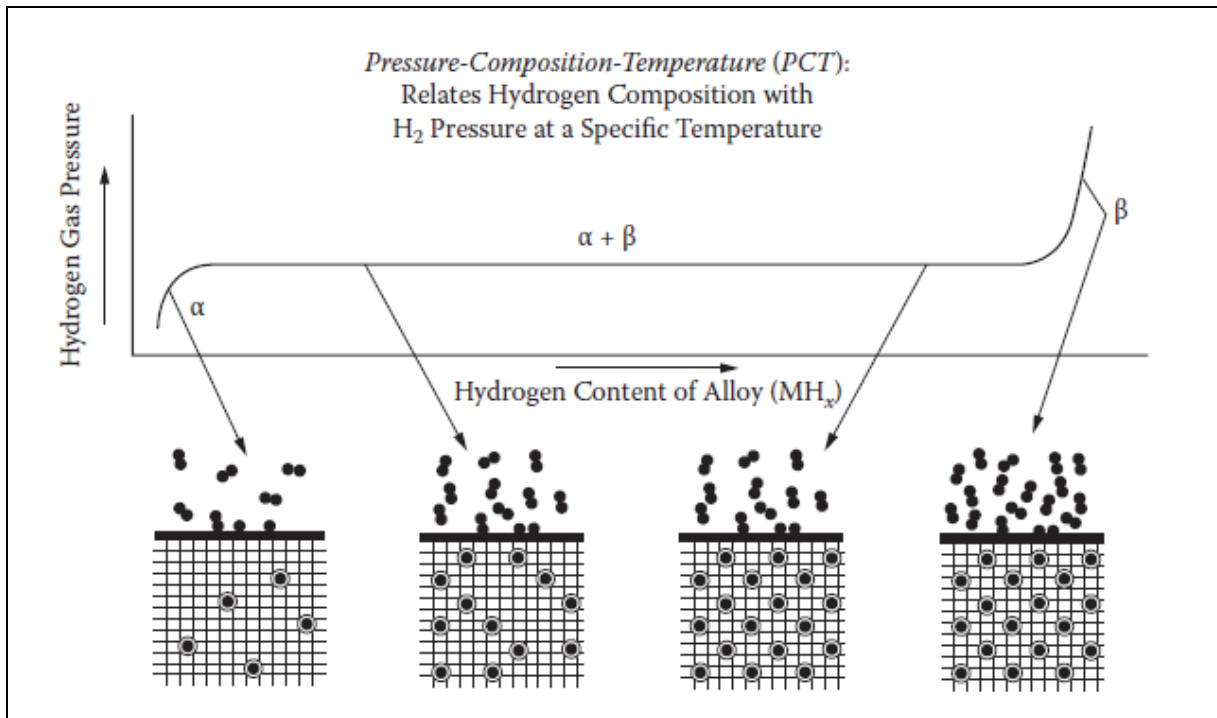 Pressure-Composition-Temperature (PCT):
Relates Hydrogen Composition with
H₂ Pressure at a Specific Temperature
Hydrogen Gas Pressure
α
α + β
β
Hydrogen Content of Alloy (MHₓ)